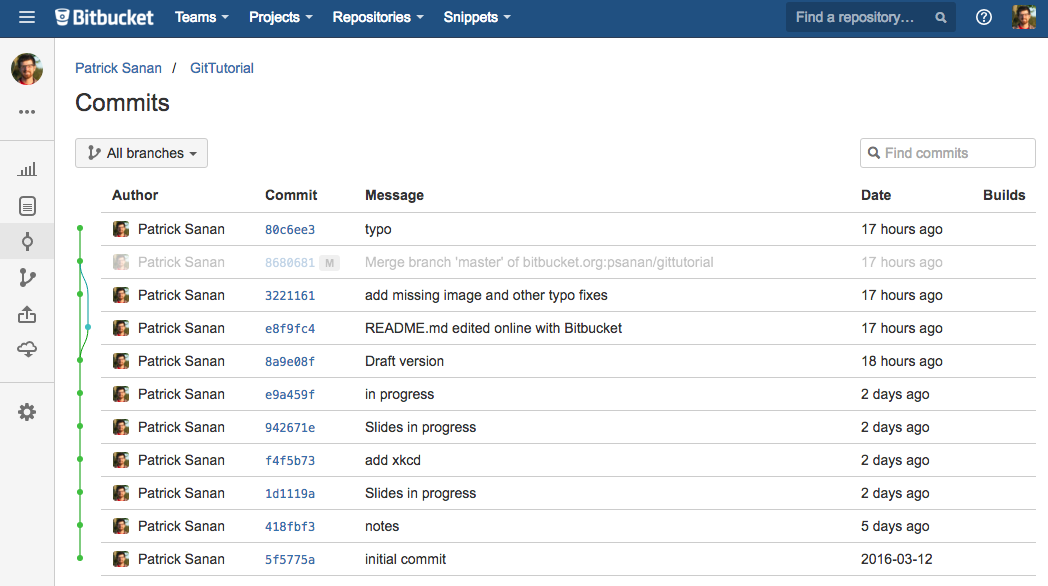 Bitbucket Teams Projects Repositories Snippets Find a repository...
Patrick Sanan / GitTutorial
Commits
All branches Find commits
Author Commit Message Date Builds
Patrick Sanan 80c6ee3 typo 17 hours ago
Patrick Sanan 8680681 M Merge branch 'master' of bitbucket.org:psanan/gittutorial 17 hours ago
Patrick Sanan 3221161 add missing image and other typo fixes 17 hours ago
Patrick Sanan e8f9fc4 README.md edited online with Bitbucket 17 hours ago
Patrick Sanan 8a9e08f Draft version 18 hours ago
Patrick Sanan e9a459f in progress 2 days ago
Patrick Sanan 942671e Slides in progress 2 days ago
Patrick Sanan f4f5b73 add xkcd 2 days ago
Patrick Sanan 1d1119a Slides in progress 2 days ago
Patrick Sanan 418fbf3 notes 5 days ago
Patrick Sanan 5f5775a initial commit 2016-03-12